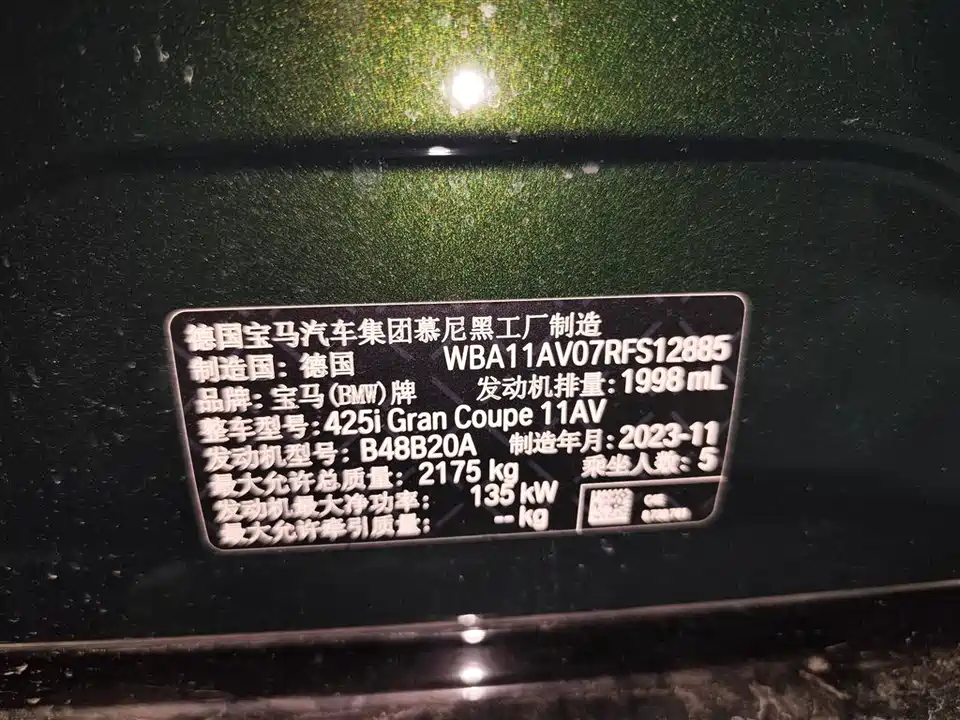 德国宝马汽车集团慕尼黑工厂制造
制造国：德国 WBA11AV07RFS12885
品牌：宝马(BMW)牌 发动机排量：1998 mL
整车型号：425i Gran Coupe 11AV
发动机型号：B48B20A 制造年月：2023-11
最大允许总质量：2175 kg 乘坐人数：5
发动机最大净功率：135 kW
最大允许牵引质量：-- kg